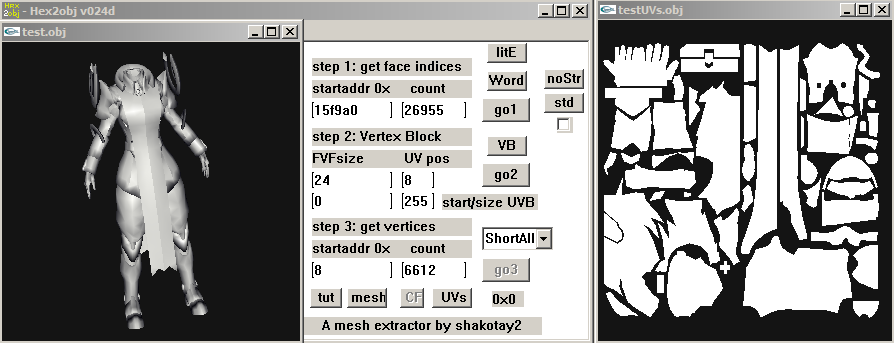 Hex2obj - Hex2obj v024d
test.obj
testUVs.obj
step 1: get face indices
litE
startaddr 0x count
Word
noStr
15f9a0 26955
go1
std
step 2: Vertex Block
VB
FVFsize UV pos
24 8
go2
0 255 start/size UVB
step 3: get vertices
ShortAll
startaddr 0x count
8 6612
go3
tut mesh CF UVs 0x0
A mesh extractor by shakotay2